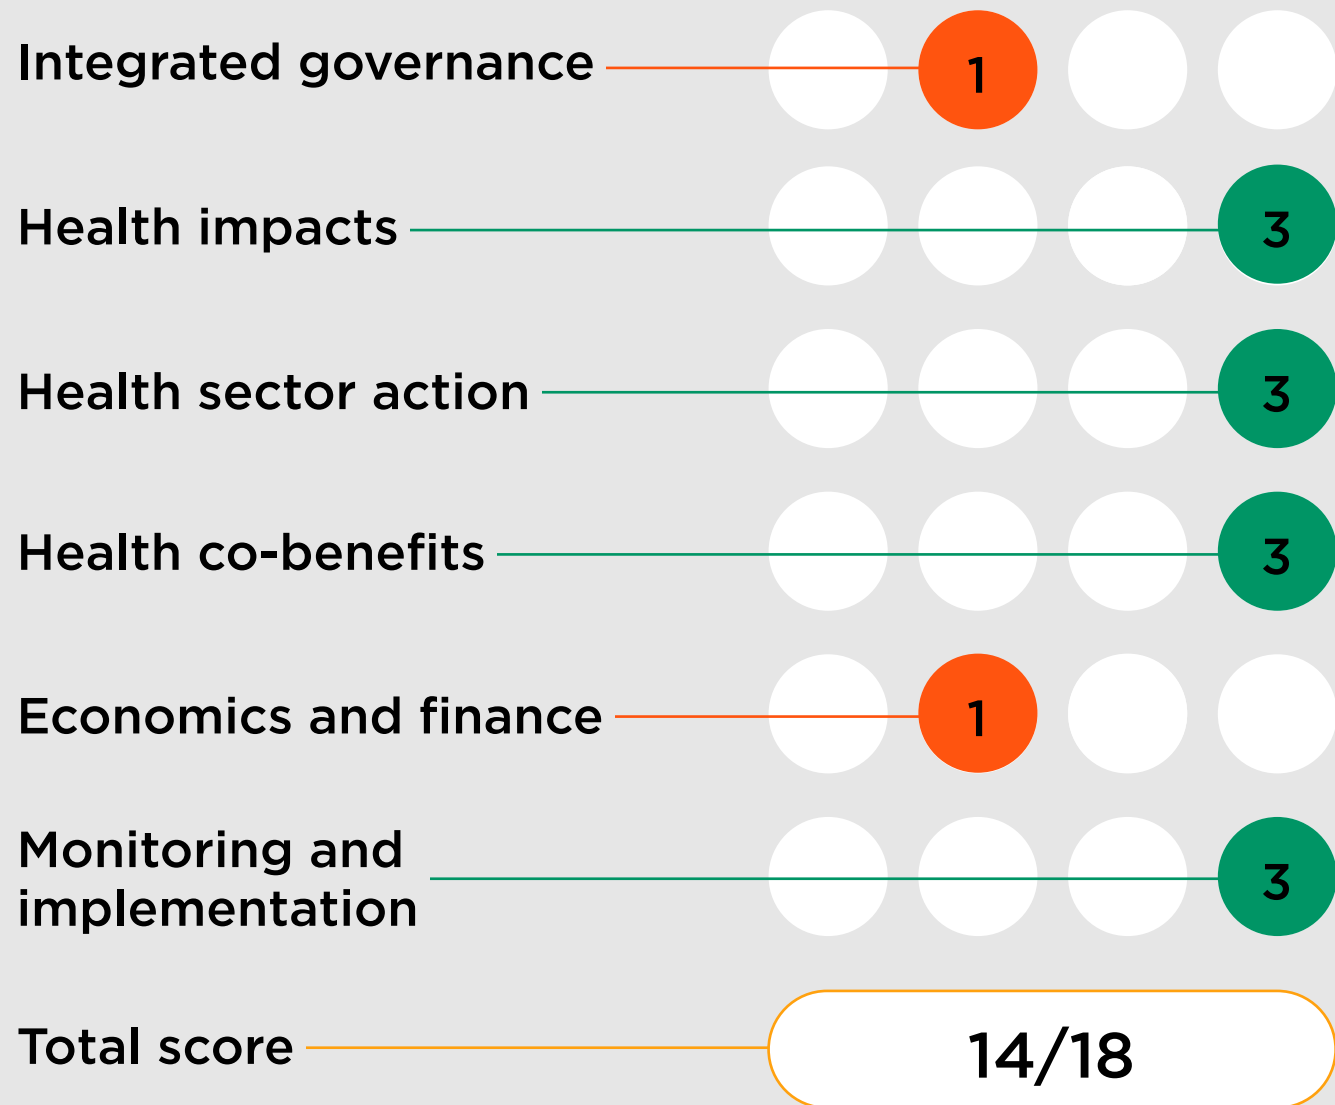 Integrated governance 1
Health impacts 3
Health sector action 3
Health co-benefits 3
Economics and finance 1
Monitoring and
implementation 3
Total score 14/18